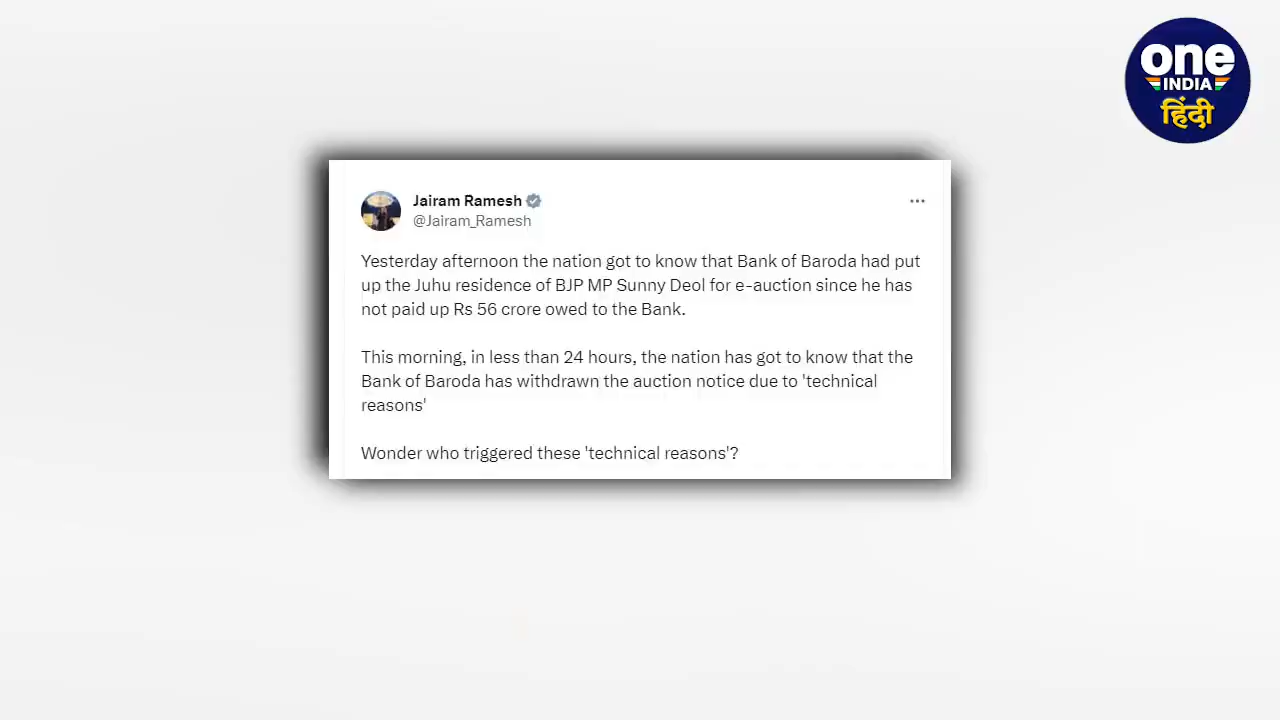 one
INDIA
हिंदी
Jairam Ramesh
@Jairam_Ramesh
Yesterday afternoon the nation got to know that Bank of Baroda had put
up the Juhu residence of BJP MP Sunny Deol for e-auction since he has
not paid up Rs 56 crore owed to the Bank.
This morning, in less than 24 hours, the nation has got to know that the
Bank of Baroda has withdrawn the auction notice due to 'technical
reasons'
Wonder who triggered these 'technical reasons'?